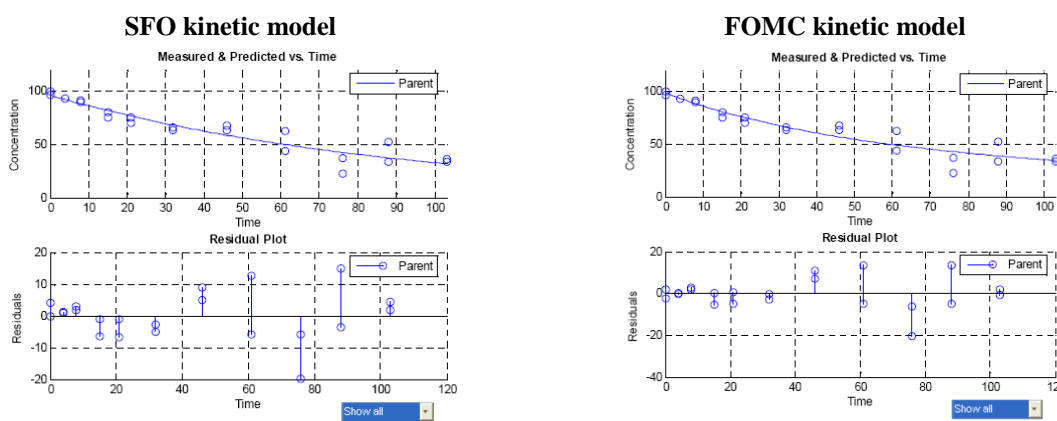 SFO kinetic model
Measured & Predicted vs. Time
Parent
Concentration
100
50
0
0 10 20 30 40 50 60 70 80 90 100
Time
Residual Plot
Parent
Residuals
20
10
0
-10
-20
0 20 40 60 80 100 120
Time
Show all
FOMC kinetic model
Measured & Predicted vs. Time
Parent
Concentration
100
50
0
0 10 20 30 40 50 60 70 80 90 100
Time
Residual Plot
Parent
Residuals
20
0
-20
-40
0 20 40 60 80 100 12
Time
Show all